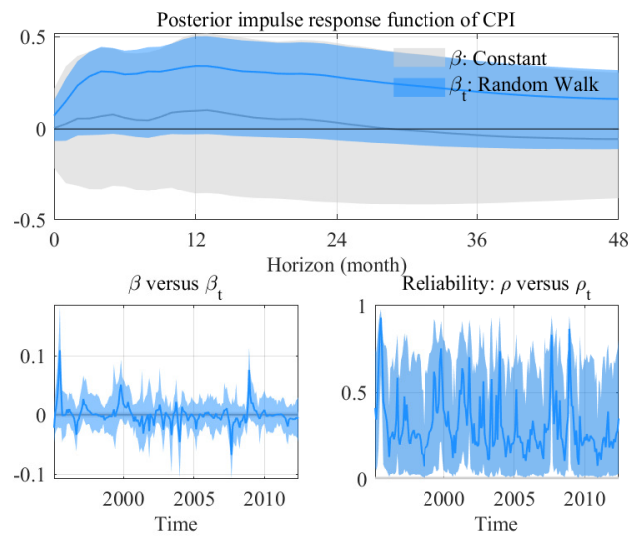 Posterior impulse response function of CPI
0.5
0
-0.5
β: Constant
βt: Random Walk
0 12 24 36 48
Horizon (month)
β versus βt
0.1
0
-0.1
2000 2005 2010
Time
Reliability: ρ versus ρt
1
0.5
0
2000 2005 2010
Time